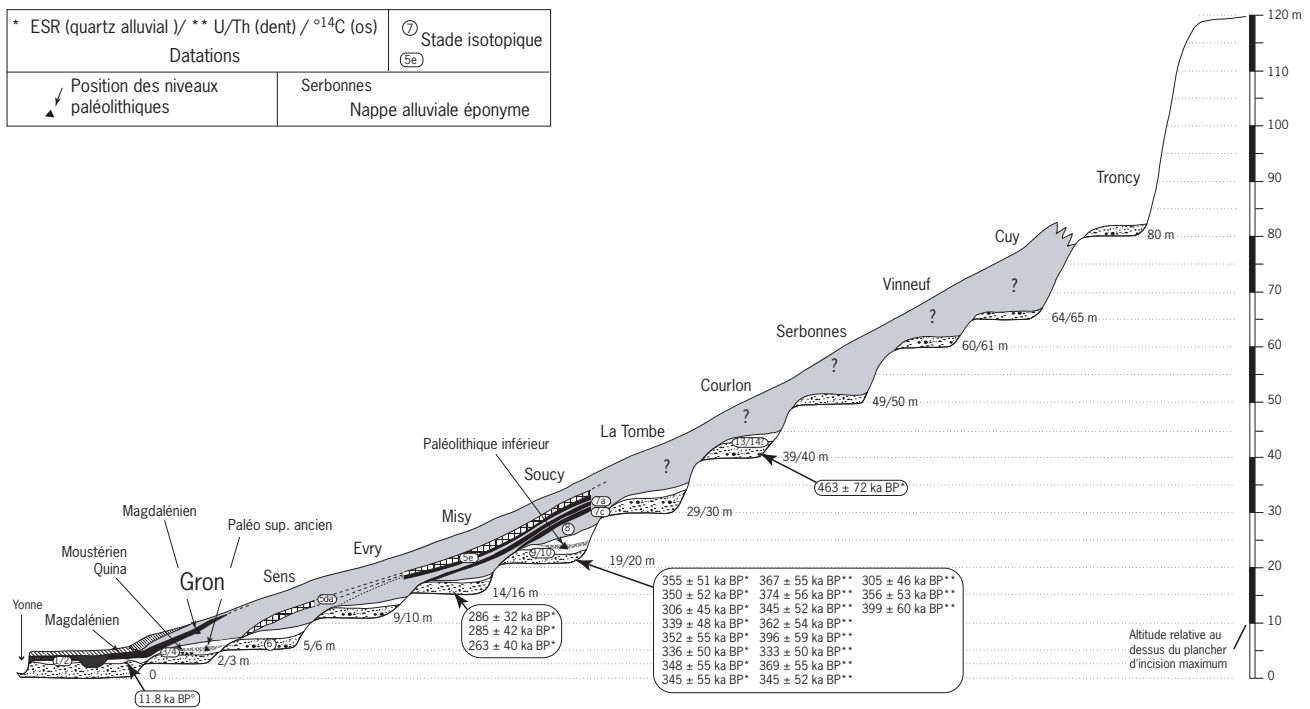 * ESR (quartz alluvial )/ ** U/Th (dent) / °14C (os)
Datations
7
5e
Stade isotopique
Position des niveaux
paléolithiques
Serbonnes
Nappe alluviale éponyme
120 m
110
100
90
80
70
60
50
40
30
20
10
0
Altitude relative au
dessus du plancher
d'incision maximum
Troncy
80 m
Cuy
?
64/65 m
Vinneuf
?
60/61 m
Serbonnes
?
49/50 m
Courlon
?
13/14?
39/40 m
463 ± 72 ka BP*
La Tombe
?
29/30 m
Paléolithique inférieur
Soucy
7a
7c
8
9/10
19/20 m
355 ± 51 ka BP* 367 ± 55 ka BP** 305 ± 46 ka BP**
350 ± 52 ka BP* 374 ± 56 ka BP** 356 ± 53 ka BP**
306 ± 45 ka BP* 345 ± 52 ka BP** 399 ± 60 ka BP**
339 ± 48 ka BP* 362 ± 54 ka BP**
352 ± 55 ka BP* 396 ± 59 ka BP**
336 ± 50 ka BP* 333 ± 50 ka BP**
348 ± 55 ka BP* 369 ± 55 ka BP**
345 ± 55 ka BP* 345 ± 52 ka BP**
Misy
5e
14/16 m
286 ± 32 ka BP*
285 ± 42 ka BP*
263 ± 40 ka BP*
Evry
9/10 m
Sens
5da
6
5/6 m
Magdalénien
Paléo sup. ancien
Moustérien
Quina
Gron
3/4
2/3 m
Yonne
Magdalénien
1/2
0
11.8 ka BP°